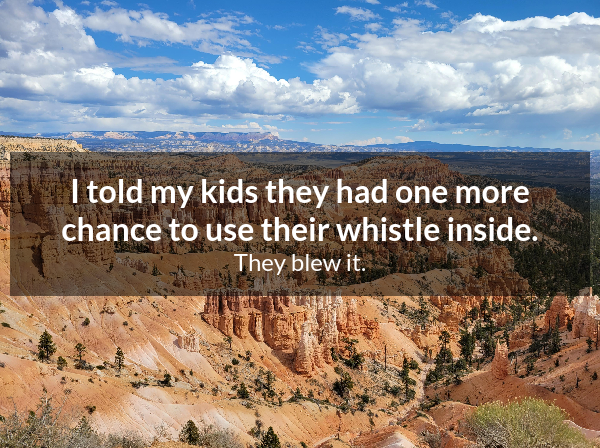 I told my kids they had one more
chance to use their whistle inside.
They blew it.